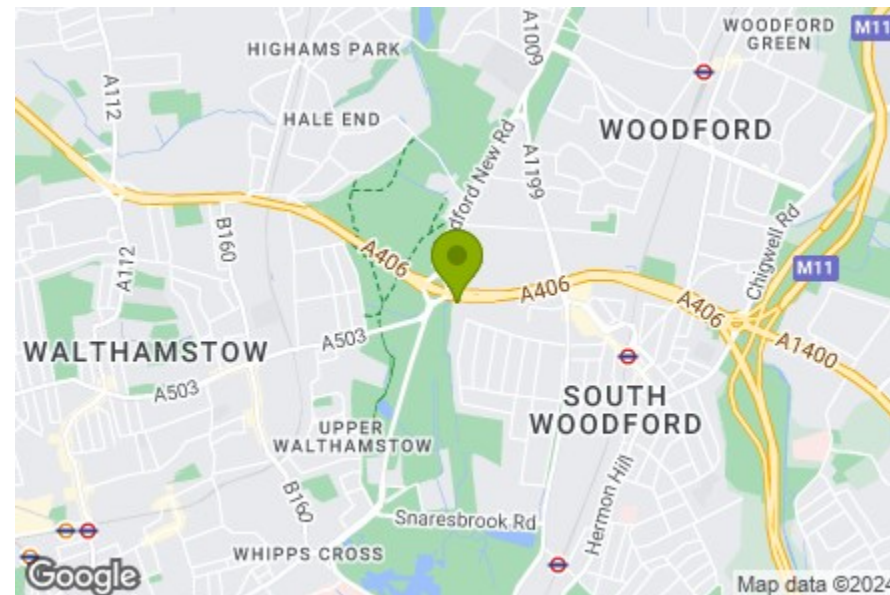 WOODFORD
GREEN
M11
HIGHAMS PARK
A1009
A112
HALE END
WOODFORD
dford New Rd
A1199
Chigwell Rd
B160
A112
A406
M11
A406
A406
A1400
WALTHAMSTOW
A503
A503
SOUTH
WOODFORD
UPPER
WALTHAMSTOW
Hermon Hill
B160
Snaresbrook Rd
WHIPPS CROSS
Google
Map data ©2024